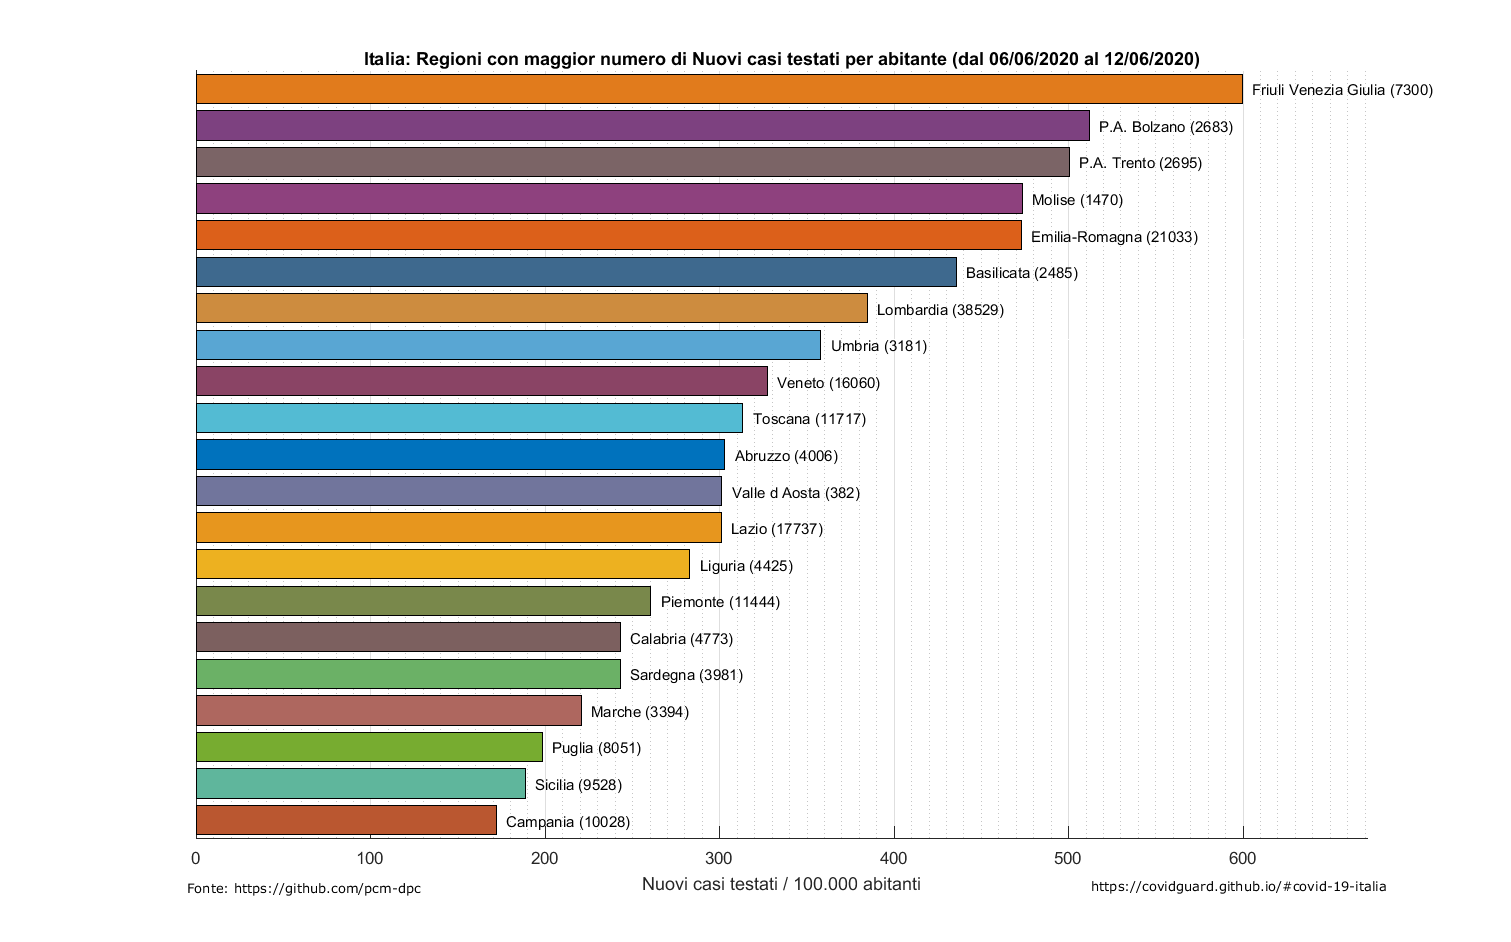 Italia: Regioni con maggior numero di Nuovi casi testati per abitante (dal 06/06/2020 al 12/06/2020)
Friuli Venezia Giulia (7300)
P.A. Bolzano (2683)
P.A. Trento (2695)
Molise (1470)
Emilia-Romagna (21033)
Basilicata (2485)
Lombardia (38529)
Umbria (3181)
Veneto (16060)
Toscana (11717)
Abruzzo (4006)
Valle d Aosta (382)
Lazio (17737)
Liguria (4425)
Piemonte (11444)
Calabria (4773)
Sardegna (3981)
Marche (3394)
Puglia (8051)
Sicilia (9528)
Campania (10028)
0 100 200 300 400 500 600
Nuovi casi testati / 100.000 abitanti
Fonte: https://github.com/pcm-dpc
https://covidguard.github.io/#covid-19-italia